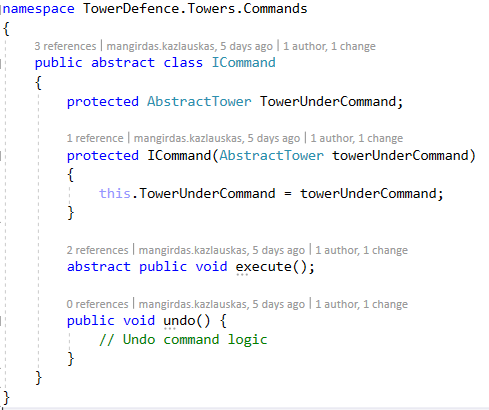 namespace TowerDefence.Towers.Commands
{
3 references | mangirdas.kazlauskas, 5 days ago | 1 author, 1 change
public abstract class ICommand
{
protected AbstractTower TowerUnderCommand;
1 reference | mangirdas.kazlauskas, 5 days ago | 1 author, 1 change
protected ICommand(AbstractTower towerUnderCommand)
{
this.TowerUnderCommand = towerUnderCommand;
}
2 references | mangirdas.kazlauskas, 5 days ago | 1 author, 1 change
abstract public void execute();
0 references | mangirdas.kazlauskas, 5 days ago | 1 author, 1 change
public void undo() {
// Undo command logic
}
}
}